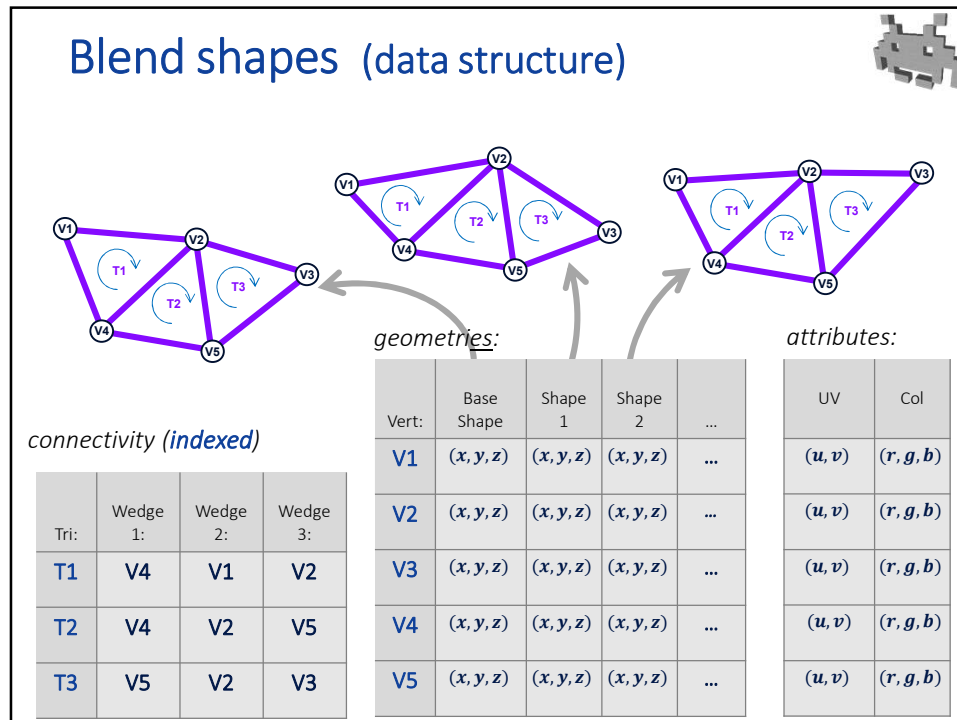 Blend shapes (data structure)
V1 V2 V3 V4 V5 T1 T2 T3
V1 V2 V3 V4 V5 T1 T2 T3
V1 V2 V3 V4 V5 T1 T2 T3
connectivity (indexed)
Tri: Wedge 1: Wedge 2: Wedge 3:
T1 V4 V1 V2
T2 V4 V2 V5
T3 V5 V2 V3
geometries:
Vert: Base Shape Shape 1 Shape 2 ...
V1 (x, y, z) (x, y, z) (x, y, z) ...
V2 (x, y, z) (x, y, z) (x, y, z) ...
V3 (x, y, z) (x, y, z) (x, y, z) ...
V4 (x, y, z) (x, y, z) (x, y, z) ...
V5 (x, y, z) (x, y, z) (x, y, z) ...
attributes:
UV Col
(u, v) (r, g, b)
(u, v) (r, g, b)
(u, v) (r, g, b)
(u, v) (r, g, b)
(u, v) (r, g, b)